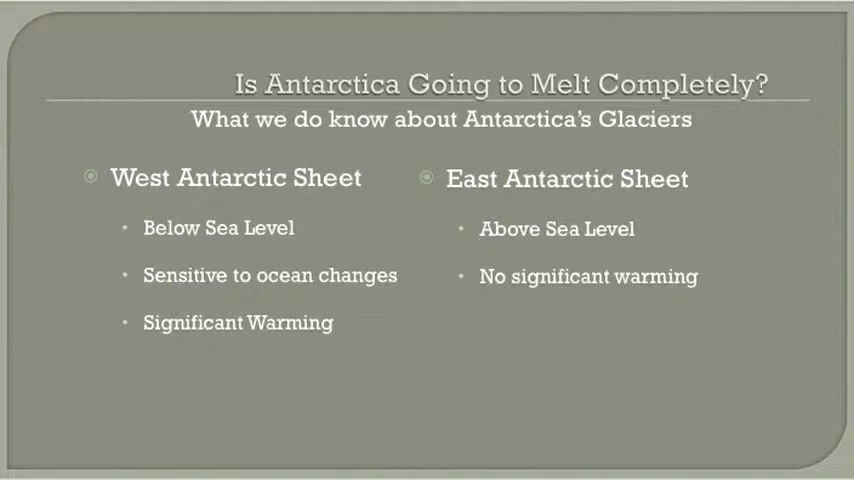 Is Antarctica Going to Melt Completely?
What we do know about Antarctica's Glaciers
West Antarctic Sheet
Below Sea Level
Sensitive to ocean changes
Significant Warming
East Antarctic Sheet
Above Sea Level
No significant warming